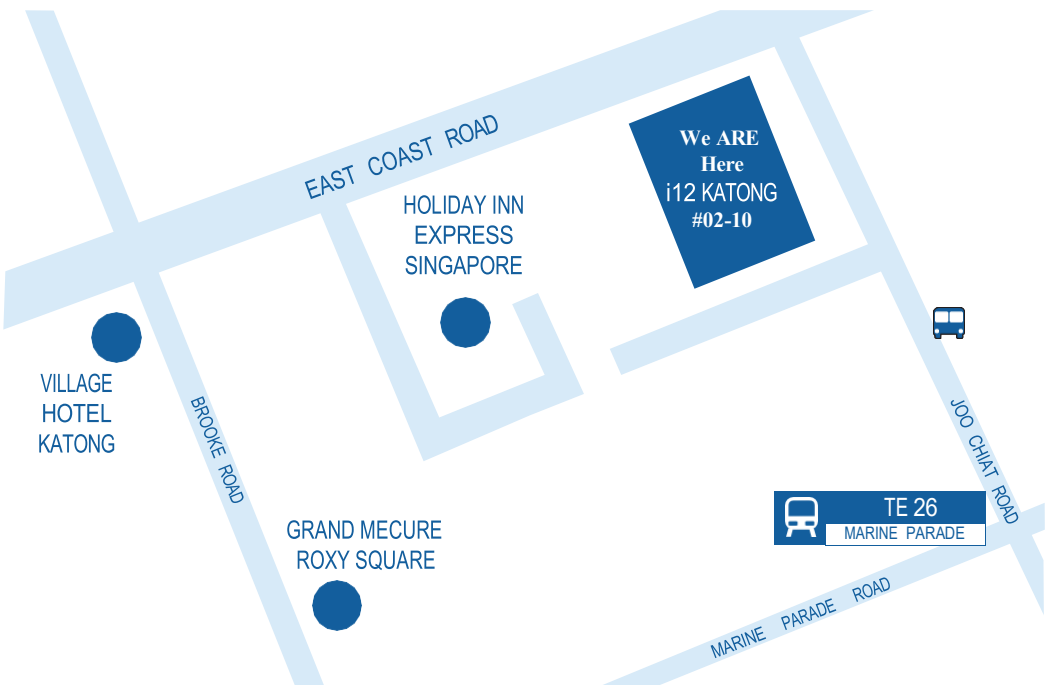 EAST COAST ROAD
We ARE
Here
i12 KATONG
#02-10
HOLIDAY INN
EXPRESS
SINGAPORE
VILLAGE
HOTEL
KATONG
BROOKE ROAD
JOO CHIAT ROAD
TE 26
MARINE PARADE
GRAND MECURE
ROXY SQUARE
MARINE PARADE ROAD